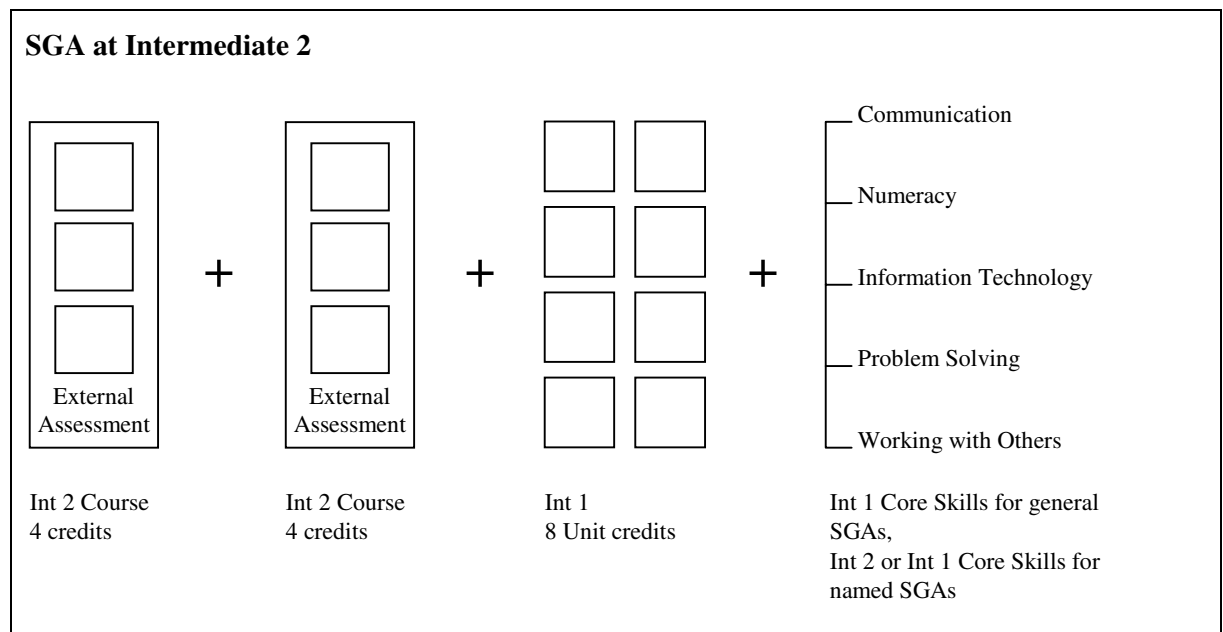 SGA at Intermediate 2
External
Assessment
+
External
Assessment
+
+
Communication
Numeracy
Information Technology
Problem Solving
Working with Others
Int 2 Course
4 credits
Int 2 Course
4 credits
Int 1
8 Unit credits
Int 1 Core Skills for general
SGAs,
Int 2 or Int 1 Core Skills for
named SGAs